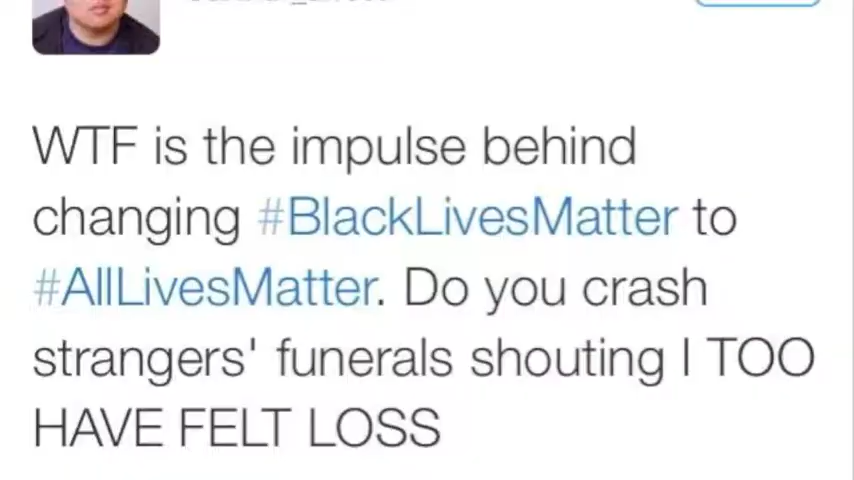 WTF is the impulse behind
changing #BlackLivesMatter to
#AllLivesMatter. Do you crash
strangers' funerals shouting I TOO
HAVE FELT LOSS